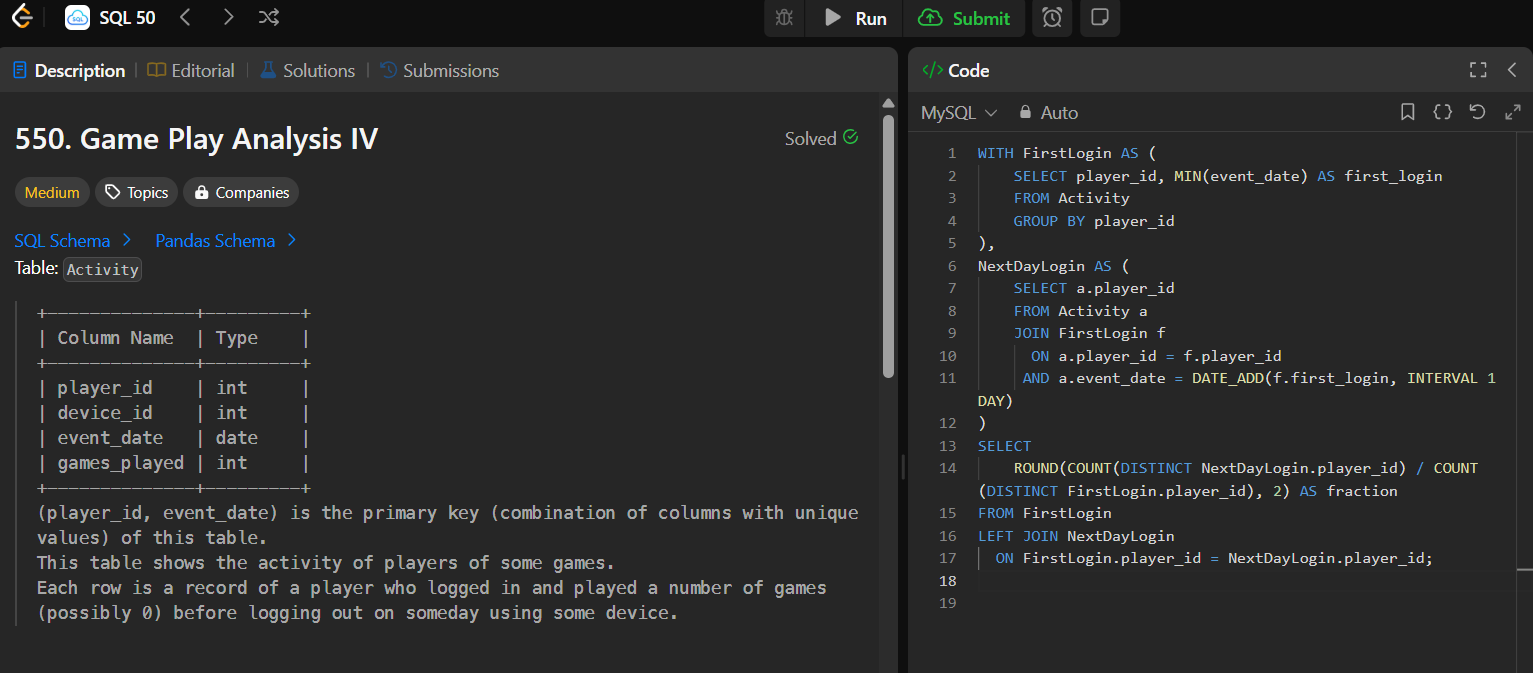 SQL 50
Run
Submit
Description
Editorial
Solutions
Submissions
550. Game Play Analysis IV
Solved
Medium
Topics
Companies
SQL Schema
Pandas Schema
Table: Activity
+--------------+---------+
| Column Name  | Type    |
+--------------+---------+
| player_id    | int     |
| device_id    | int     |
| event_date   | date    |
| games_played | int     |
+--------------+---------+
(player_id, event_date) is the primary key (combination of columns with unique
values) of this table.
This table shows the activity of players of some games.
Each row is a record of a player who logged in and played a number of games
(possibly 0) before logging out on someday using some device.
</> Code
MySQL
Auto
1 WITH FirstLogin AS (
2     SELECT player_id, MIN(event_date) AS first_login
3     FROM Activity
4     GROUP BY player_id
5 ),
6 NextDayLogin AS (
7     SELECT a.player_id
8     FROM Activity a
9     JOIN FirstLogin f
10       ON a.player_id = f.player_id
11      AND a.event_date = DATE_ADD(f.first_login, INTERVAL 1
DAY)
12 )
13 SELECT
14     ROUND(COUNT(DISTINCT NextDayLogin.player_id) / COUNT
(DISTINCT FirstLogin.player_id), 2) AS fraction
15 FROM FirstLogin
16 LEFT JOIN NextDayLogin
17   ON FirstLogin.player_id = NextDayLogin.player_id;
18
19